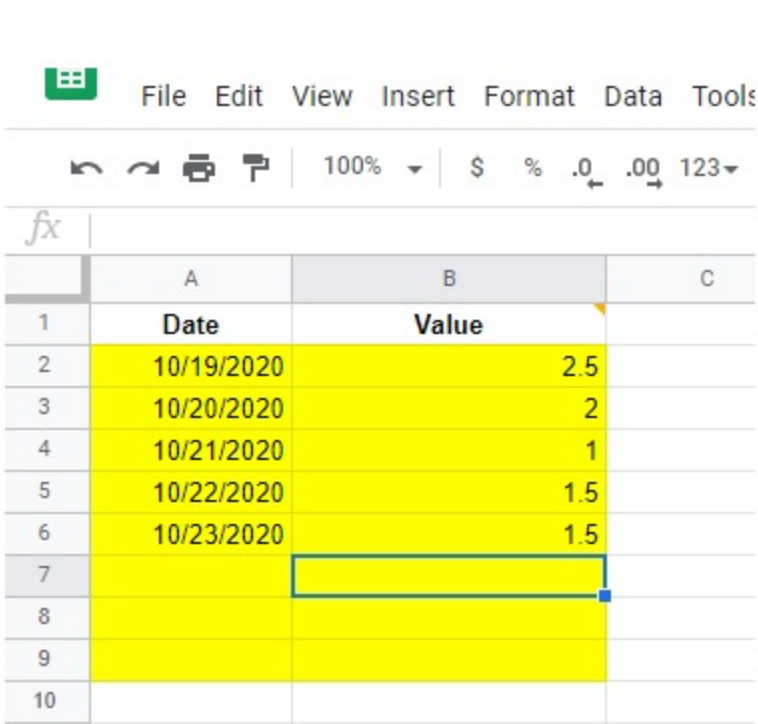 File Edit View Insert Format Data Tools
100% $ % .0 .00 123
fx
A B C
1 Date Value
2 10/19/2020 2.5
3 10/20/2020 2
4 10/21/2020 1
5 10/22/2020 1.5
6 10/23/2020 1.5
7
8
9
10